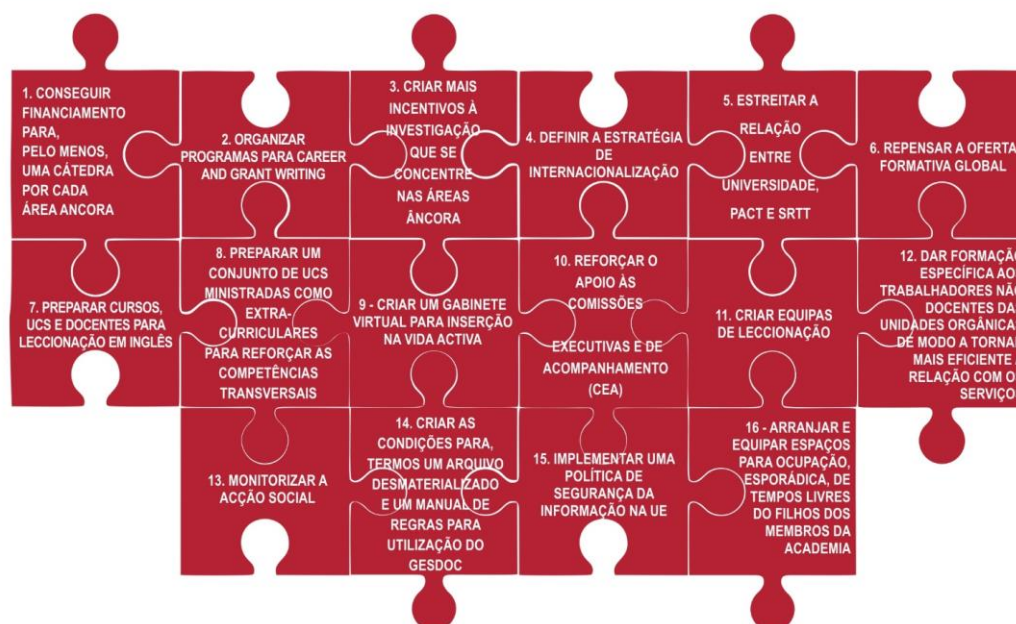 1. CONSEGUIR
FINANCIAMENTO
PARA,
PELO MENOS,
UMA CÁTEDRA
POR CADA
ÁREA ANCORA
2. ORGANIZAR
PROGRAMAS PARA CAREER
AND GRANT WRITING
3. CRIAR MAIS
INCENTIVOS À
INVESTIGAÇÃO
QUE SE
CONCENTRE
NAS ÁREAS
ÂNCORA
4. DEFINIR A ESTRATÉGIA
DE
INTERNACIONALIZAÇÃO
5. ESTREITAR A
RELAÇÃO
ENTRE
UNIVERSIDADE,
PACT E SRTT
6. REPENSAR A OFERTA
FORMATIVA GLOBAL
7. PREPARAR CURSOS,
UCS E DOCENTES PARA
LECCIONAÇÃO EM INGLÊS
8. PREPARAR UM
CONJUNTO DE UCS
MINISTRADAS COMO
EXTRA-
CURRICULARES
PARA REFORÇAR AS
COMPETÊNCIAS
TRANSVERSAIS
9 - CRIAR UM GABINETE
VIRTUAL PARA INSERÇÃO
NA VIDA ACTIVA
10. REFORÇAR O
APOIO ÀS
COMISSÕES
EXECUTIVAS E DE
ACOMPANHAMENTO
(CEA)
11. CRIAR EQUIPAS
DE LECCIONAÇÃO
12. DAR FORMAÇÃO
ESPECÍFICA AOS
TRABALHADORES NÃO
DOCENTES DAS
UNIDADES ORGÂNICAS
DE MODO A TORNAR
MAIS EFICIENTE A
RELAÇÃO COM OS
SERVIÇOS
13. MONITORIZAR A
ACÇÃO SOCIAL
14. CRIAR AS
CONDIÇÕES PARA,
TERMOS UM ARQUIVO
DESMATERIALIZADO
E UM MANUAL DE
REGRAS PARA
UTILIZAÇÃO DO
GESDOC
15. IMPLEMENTAR UMA
POLÍTICA DE
SEGURANÇA DA
INFORMAÇÃO NA UE
16 - ARRANJAR E
EQUIPAR ESPAÇOS
PARA OCUPAÇÃO,
ESPORÁDICA, DE
TEMPOS LIVRES
DO FILHOS DOS
MEMBROS DA
ACADEMIA